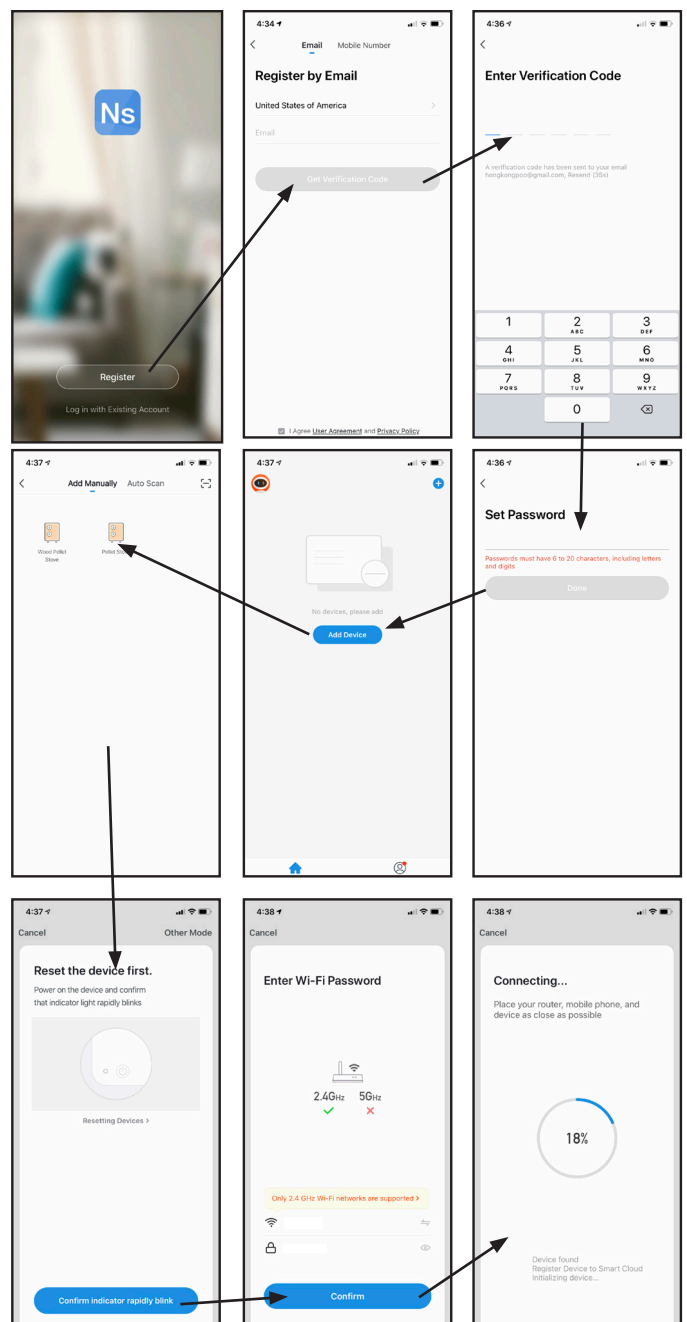 Ns
Register
Log in with Existing Account
4:34
Email Mobile Number
Register by Email
United States of America
Email
Get Verification Code
I Agree User Agreement and Privacy Policy
4:36
Enter Verification Code
A verification code has been sent to your email
hongkongpoo@gmail.com, Resend (36s)
1 2 3
ABC DEF
4 5 6
GHI JKL MNO
7 8 9
PQRS TUV WXYZ
0
4:37
Add Manually Auto Scan
Wood Pellet
Stove
Pellet Stove
4:37
No devices, please add
Add Device
4:36
Set Password
Passwords must have 6 to 20 characters, including letters
and digits
Done
4:37
Cancel Other Mode
Reset the device first.
Power on the device and confirm
that indicator light rapidly blinks
Resetting Devices >
Confirm indicator rapidly blink
4:38
Cancel
Enter Wi-Fi Password
2.4GHz 5GHz
Only 2.4 GHz Wi-Fi networks are supported >
Confirm
4:38
Cancel
Connecting...
Place your router, mobile phone, and
device as close as possible
18%
Device found
Register Device to Smart Cloud
Initializing device...